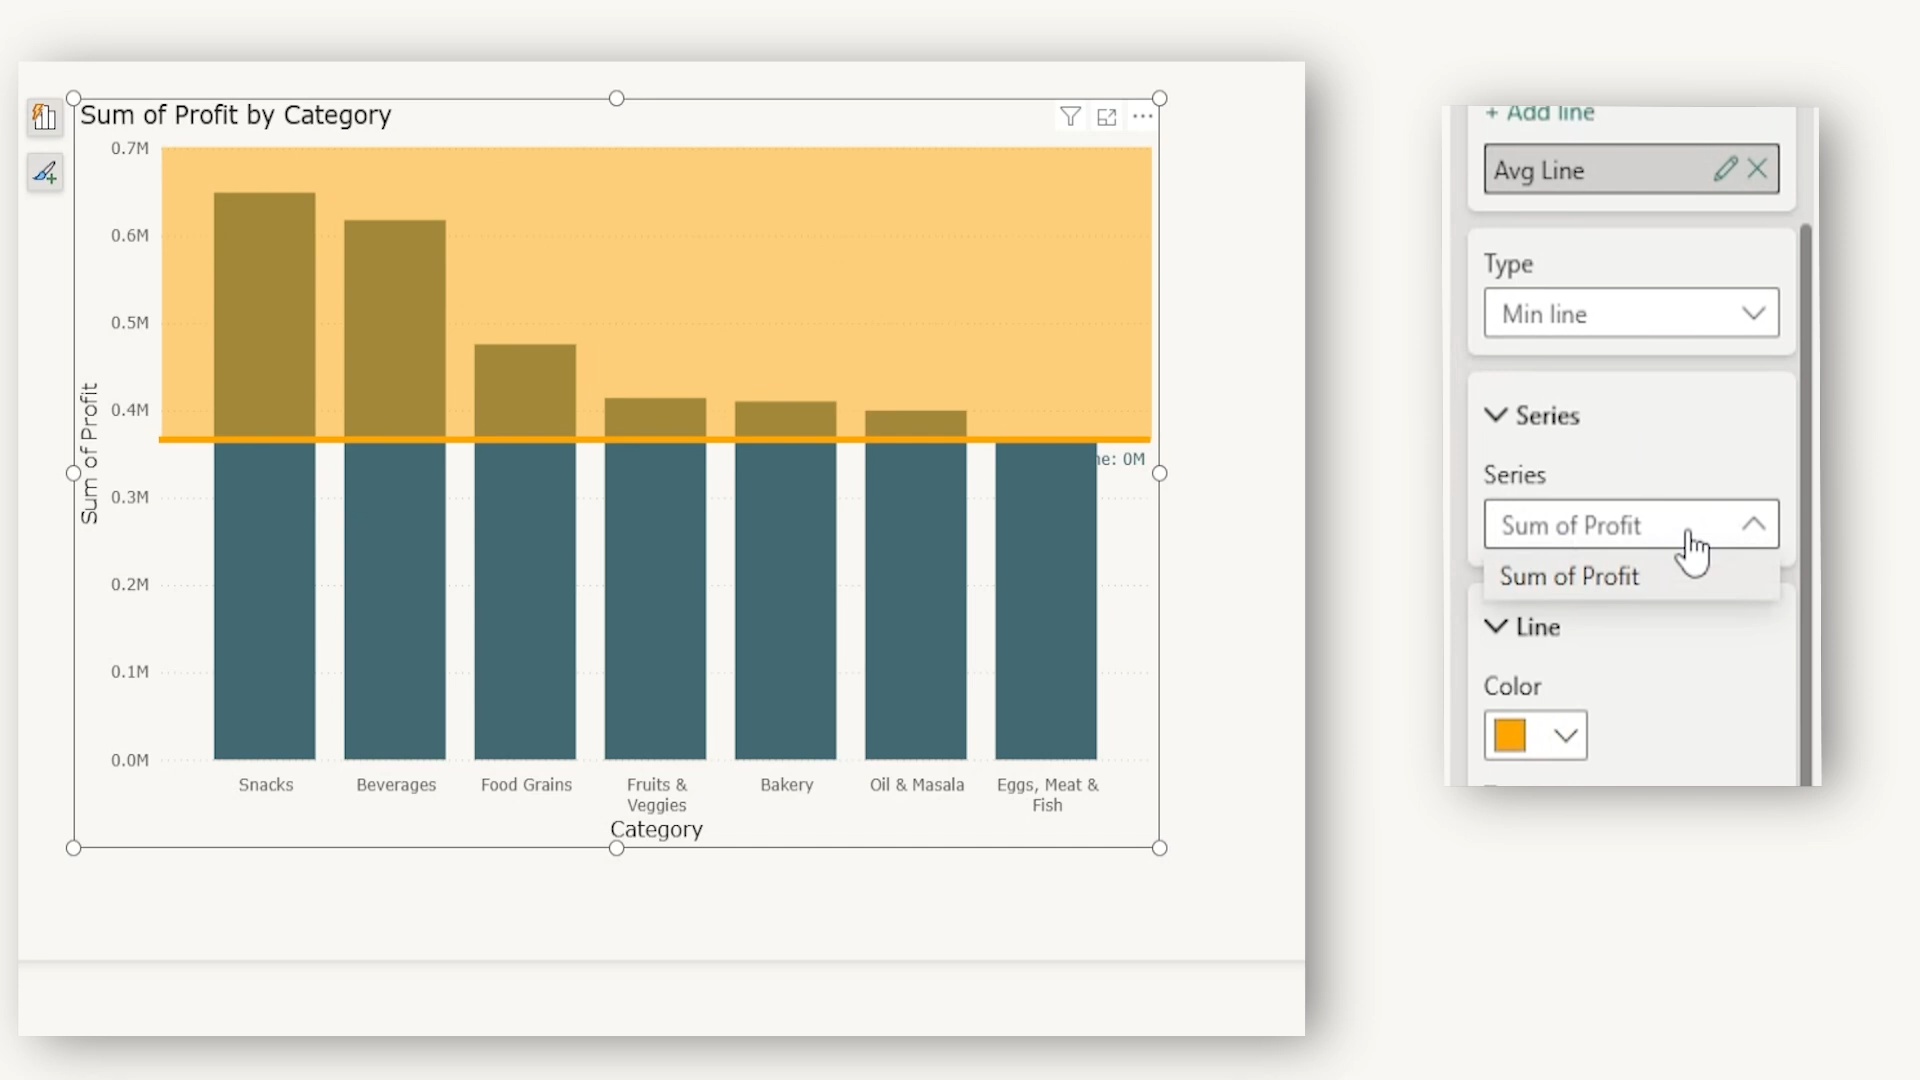 Sum of Profit by Category
0.7M
0.6M
0.5M
0.4M
0.3M
0.2M
0.1M
0.0M
Sum of Profit
ne: 0M
Snacks
Beverages
Food Grains
Fruits &
Veggies
Bakery
Oil & Masala
Eggs, Meat &
Fish
Category
+ Add line
Avg Line
Type
Min line
Series
Series
Sum of Profit
Sum of Profit
Line
Color